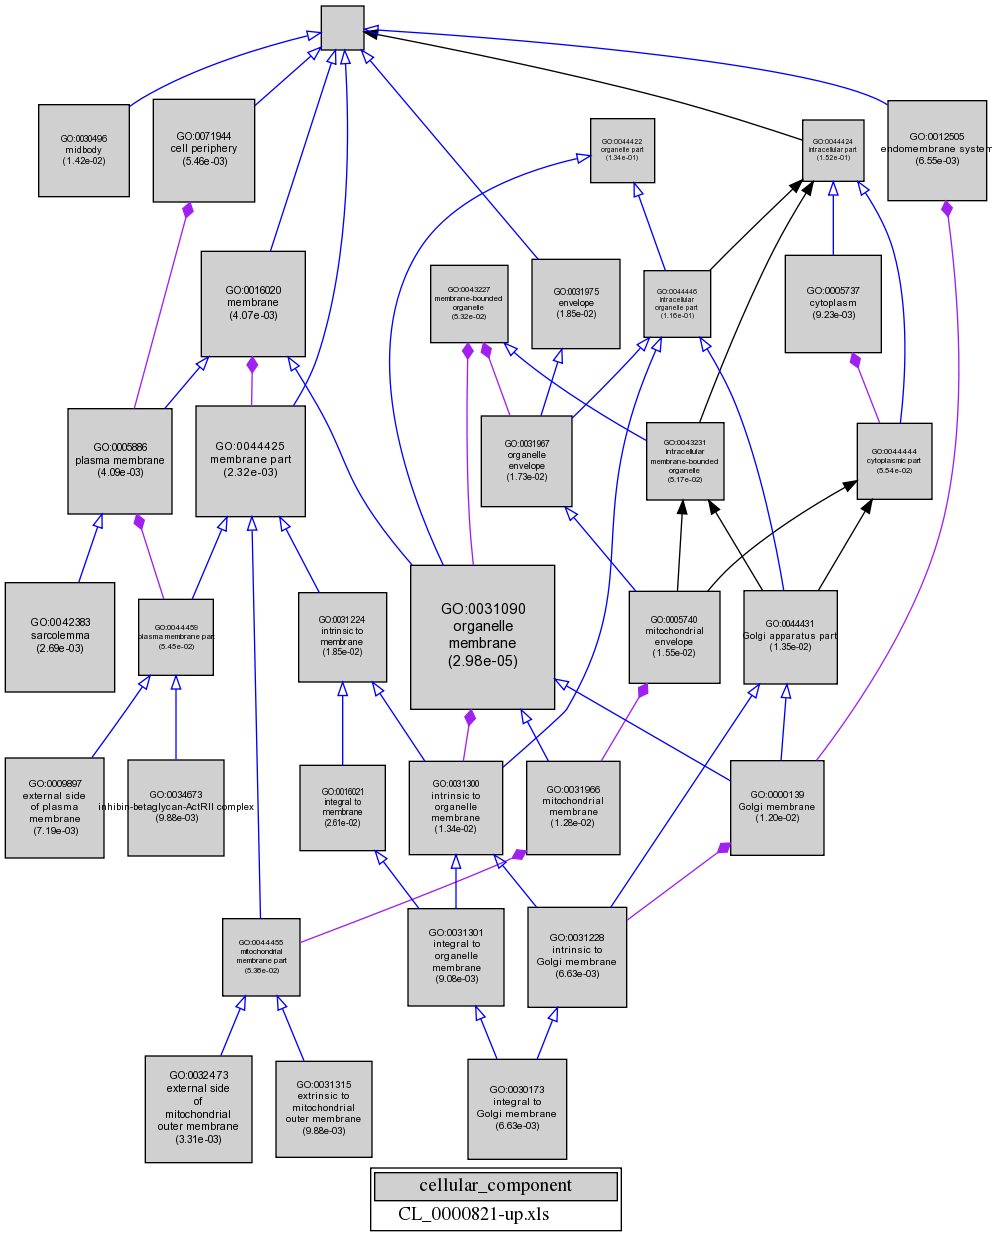 GO:0030496
midbody
(1.42e-02)
GO:0071944
cell periphery
(5.46e-03)
GO:0044422
organelle part
(1.34e-01)
GO:0044424
intracellular part
(1.52e-01)
GO:0012505
endomembrane system
(6.55e-03)
GO:0016020
membrane
(4.07e-03)
GO:0043227
membrane-bounded
organelle
(5.32e-02)
GO:0031975
envelope
(1.85e-02)
GO:0044446
intracellular
organelle part
(1.16e-01)
GO:0005737
cytoplasm
(9.23e-03)
GO:0005886
plasma membrane
(4.09e-03)
GO:0044425
membrane part
(2.32e-03)
GO:0031967
organelle
envelope
(1.73e-02)
GO:0043231
intracellular
membrane-bounded
organelle
(5.17e-02)
GO:0044444
cytoplasmic part
(5.54e-02)
GO:0042383
sarcolemma
(2.69e-03)
GO:0044459
plasma membrane part
(5.45e-02)
GO:0031224
intrinsic to
membrane
(1.85e-02)
GO:0031090
organelle
membrane
(2.98e-05)
GO:0005740
mitochondrial
envelope
(1.55e-02)
GO:0044431
Golgi apparatus part
(1.35e-02)
GO:0009897
external side
of plasma
membrane
(7.19e-03)
GO:0034673
inhibin-betaglycan-ActRII complex
(9.88e-03)
GO:0016021
integral to
membrane
(2.61e-02)
GO:0031300
intrinsic to
organelle
membrane
(1.34e-02)
GO:0031966
mitochondrial
membrane
(1.28e-02)
GO:0000139
Golgi membrane
(1.20e-02)
GO:0044455
mitochondrial
membrane part
(5.36e-02)
GO:0031301
integral to
organelle
membrane
(9.08e-03)
GO:0031228
intrinsic to
Golgi membrane
(6.63e-03)
GO:0032473
external side
of
mitochondrial
outer membrane
(3.31e-03)
GO:0031315
extrinsic to
mitochondrial
outer membrane
(9.88e-03)
GO:0030173
integral to
Golgi membrane
(6.63e-03)
cellular_component
CL_0000821-up.xls